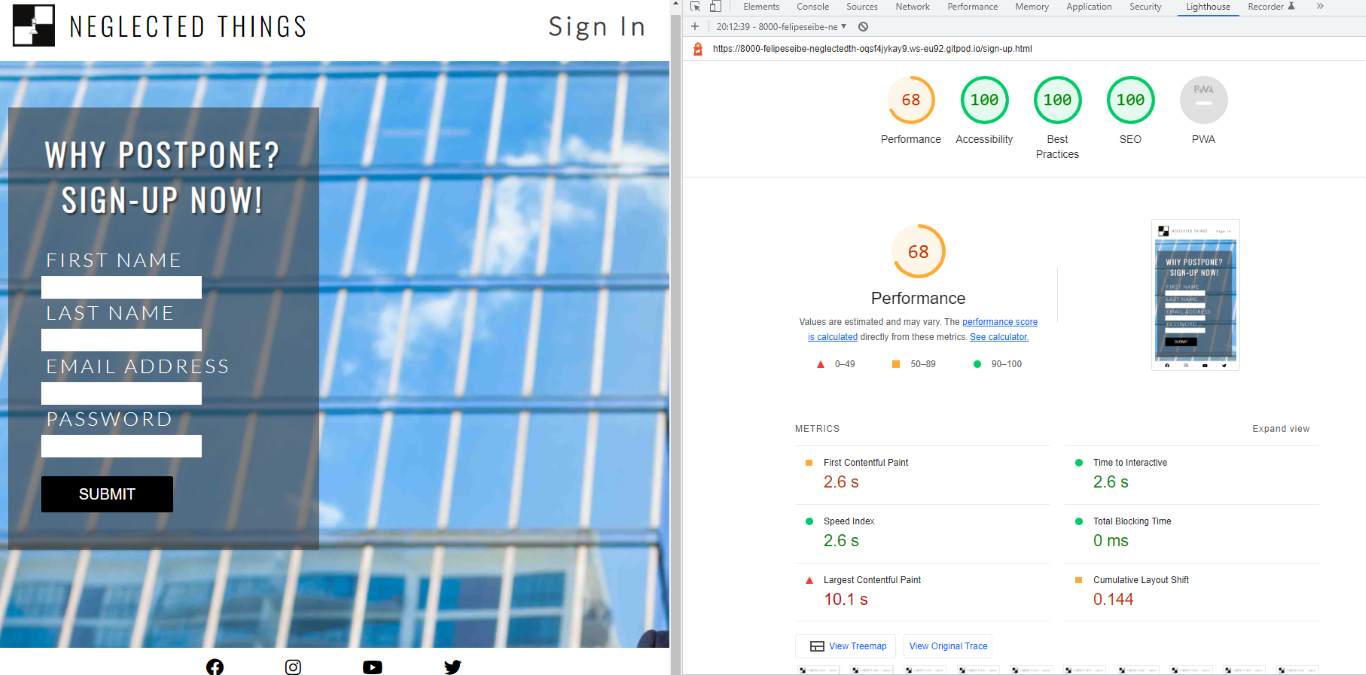 NEGLECTED THINGS
Sign In
WHY POSTPONE?
SIGN-UP NOW!
FIRST NAME
LAST NAME
EMAIL ADDRESS
PASSWORD
SUBMIT
Elements Console Sources Network Performance Memory Application Security Lighthouse Recorder
20:12:39 - 8000-felipeseibe-ne
https://8000-felipeseibe-neglectedth-oqsf4jykay9.ws-eu92.gitpod.io/sign-up.html
68 100 100 100 PWA
Performance Accessibility Best Practices SEO PWA
68
Performance
Values are estimated and may vary. The performance score
is calculated directly from these metrics. See calculator.
0–49 50–89 90–100
NEGLECTED THINGS Sign In
WHY POSTPONE?
SIGN-UP NOW!
FIRST NAME
LAST NAME
EMAIL ADDRESS
PASSWORD
SUBMIT
METRICS Expand view
First Contentful Paint
2.6 s
Time to Interactive
2.6 s
Speed Index
2.6 s
Total Blocking Time
0 ms
Largest Contentful Paint
10.1 s
Cumulative Layout Shift
0.144
View Treemap View Original Trace